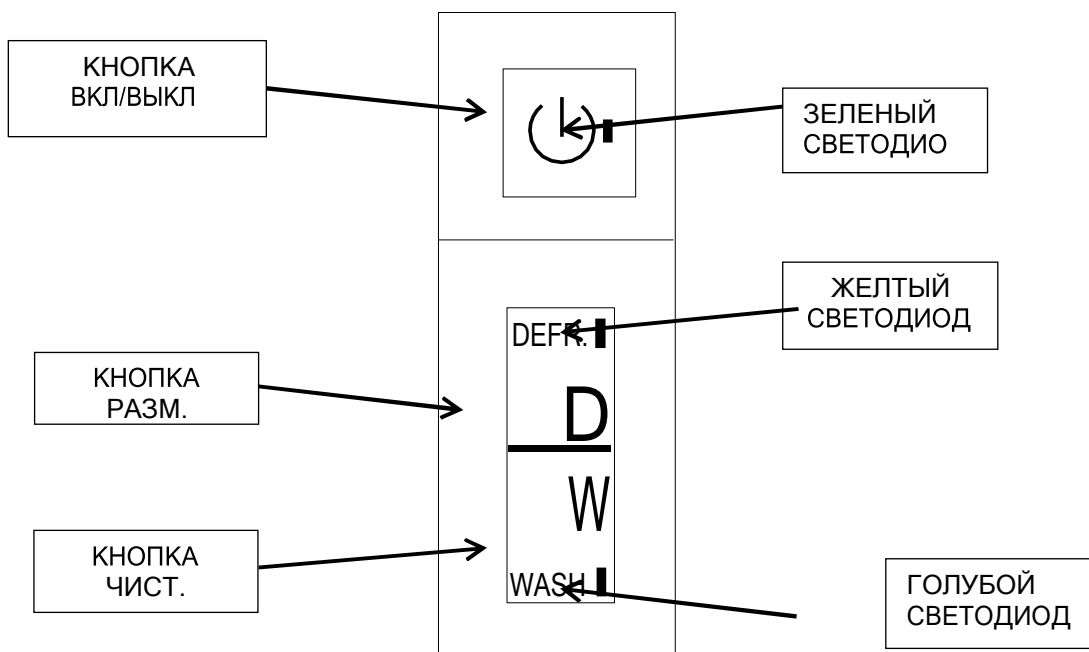 КНОПКА
ВКЛ/ВЫКЛ
ЗЕЛЕНЫЙ
СВЕТОДИО
ЖЕЛТЫЙ
СВЕТОДИОД
DEFR.
КНОПКА
РАЗМ.
D
W
КНОПКА
ЧИСТ.
WASH
ГОЛУБОЙ
СВЕТОДИОД